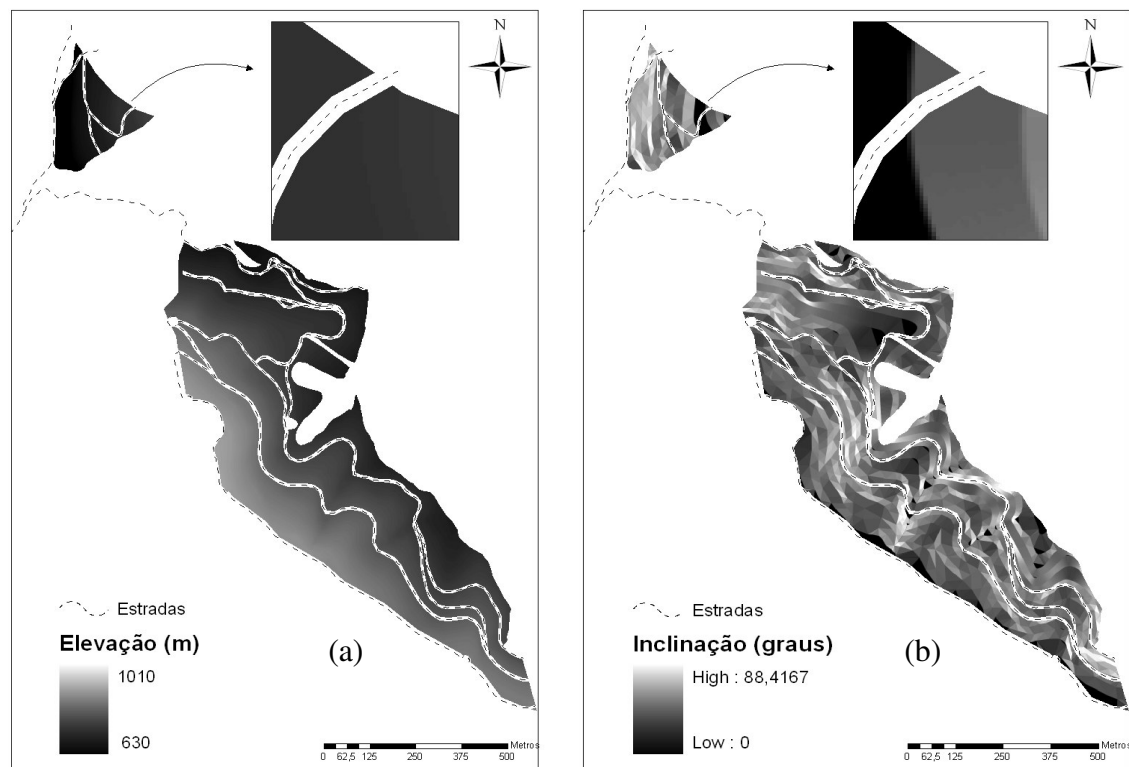 N
Estradas
Elevação (m)
1010
630
(a)
Metros
0 62,5 125 250 375 500
N
Estradas
Inclinação (graus)
High : 88,4167
Low : 0
(b)
Metros
0 62,5 125 250 375 500